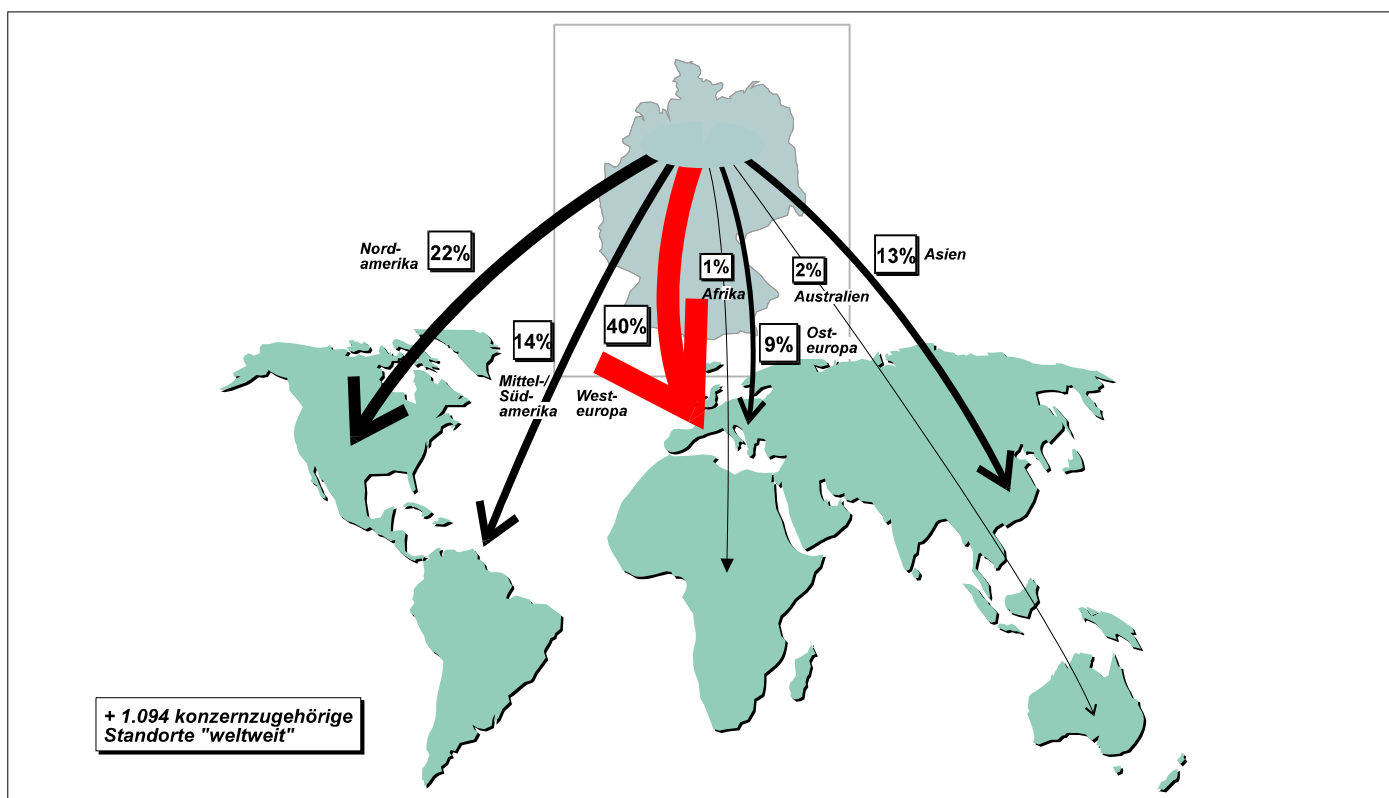 Nord-
amerika
22%
14%
Mittel-/
Süd-
amerika
40%
West-
europa
1%
Afrika
9%
Ost-
europa
2%
Australien
13%
Asien
+ 1.094 konzernzugehörige
Standorte "weltweit"